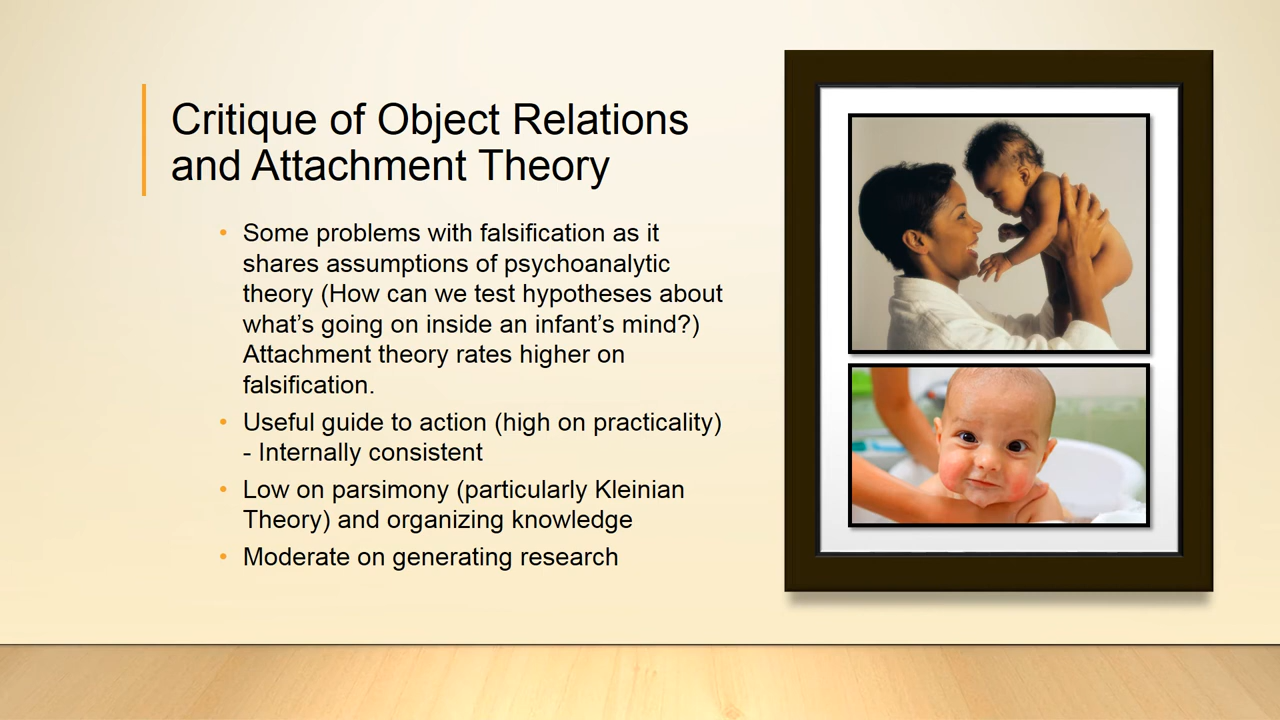 Critique of Object Relations
and Attachment Theory
• Some problems with falsification as it
shares assumptions of psychoanalytic
theory (How can we test hypotheses about
what’s going on inside an infant’s mind?)
Attachment theory rates higher on
falsification.
• Useful guide to action (high on practicality)
- Internally consistent
• Low on parsimony (particularly Kleinian
Theory) and organizing knowledge
• Moderate on generating research